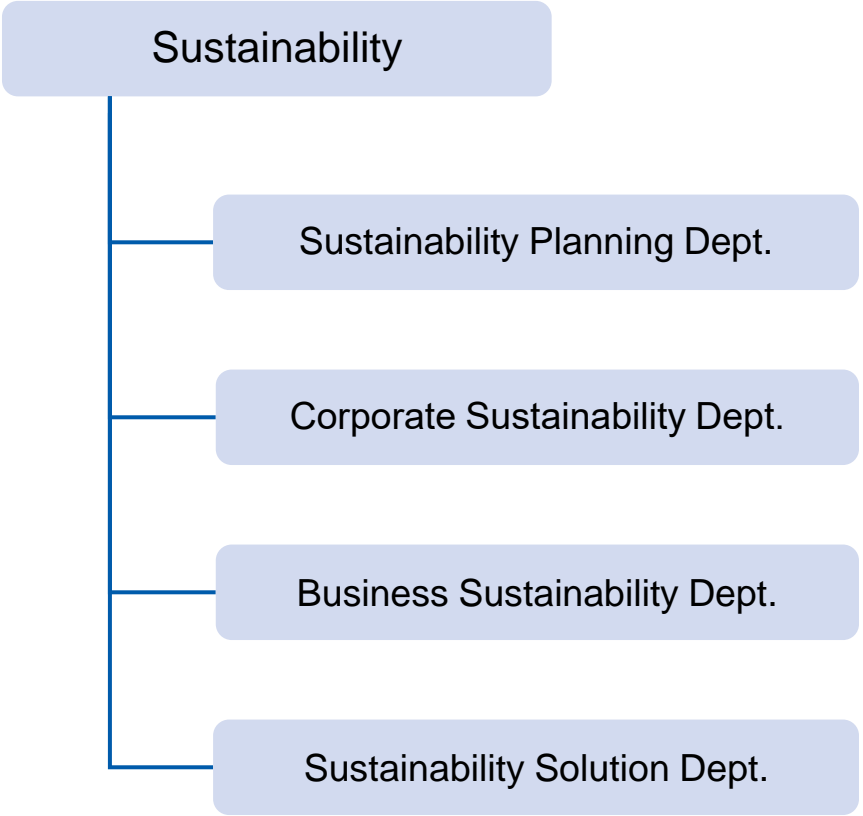 Sustainability
Sustainability Planning Dept.
Corporate Sustainability Dept.
Business Sustainability Dept.
Sustainability Solution Dept.